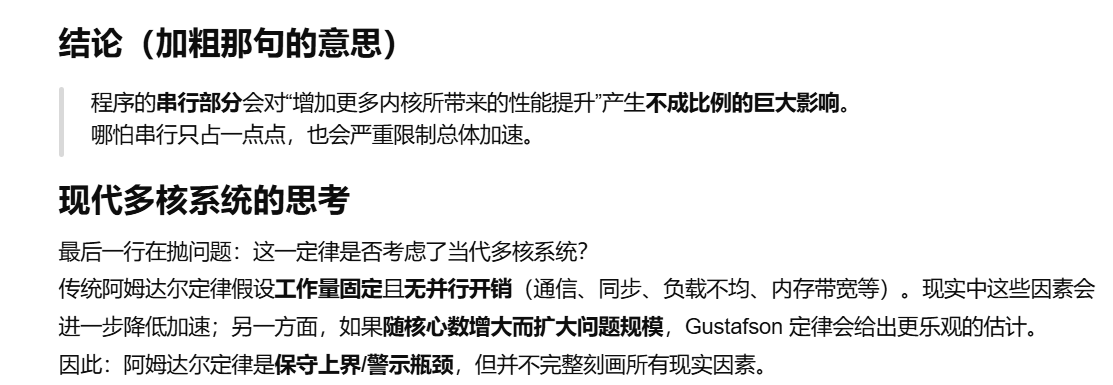 结论（加粗那句的意思）
程序的串行部分会对“增加更多内核所带来的性能提升”产生不成比例的巨大影响。
哪怕串行只占一点点，也会严重限制总体加速。
现代多核系统的思考
最后一行在抛问题：这一定律是否考虑了当代多核系统？
传统阿姆达尔定律假设工作量固定且无并行开销（通信、同步、负载不均、内存带宽等）。现实中这些因素会
进一步降低加速；另一方面，如果随核心数增大而扩大问题规模，Gustafson 定律会给出更乐观的估计。
因此：阿姆达尔定律是保守上界/警示瓶颈，但并不完整刻画所有现实因素。